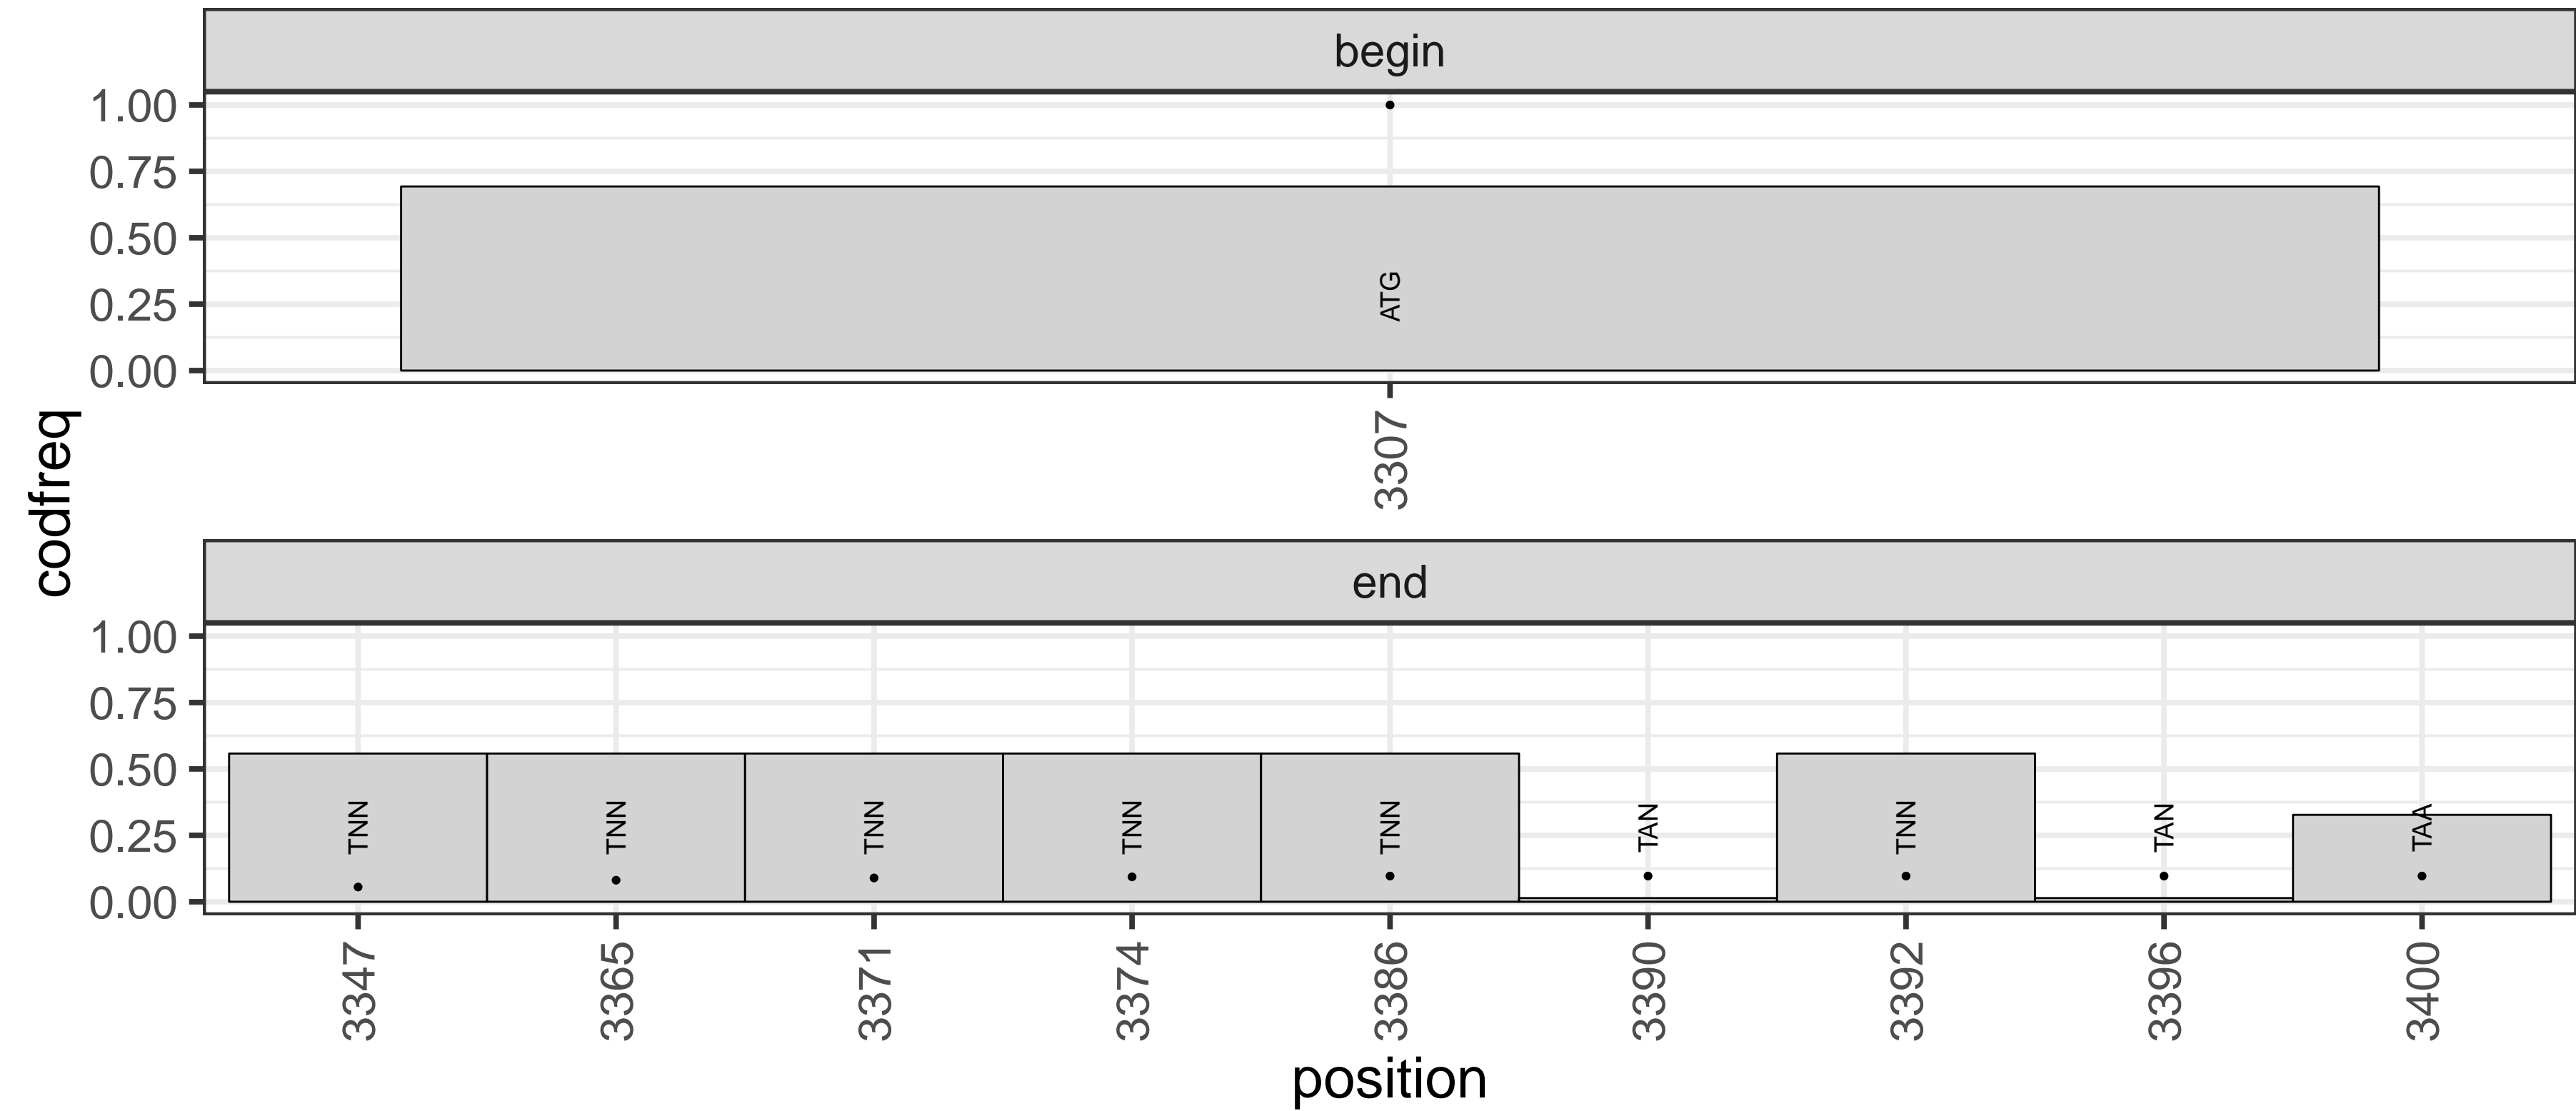 begin
1.00
0.75
0.50
0.25
0.00
ATG
3307
codfreq
end
1.00
0.75
0.50
0.25
0.00
TNN TNN TNN TNN TNN TAN TNN TAN TAA
3347 3365 3371 3374 3386 3390 3392 3396 3400
position